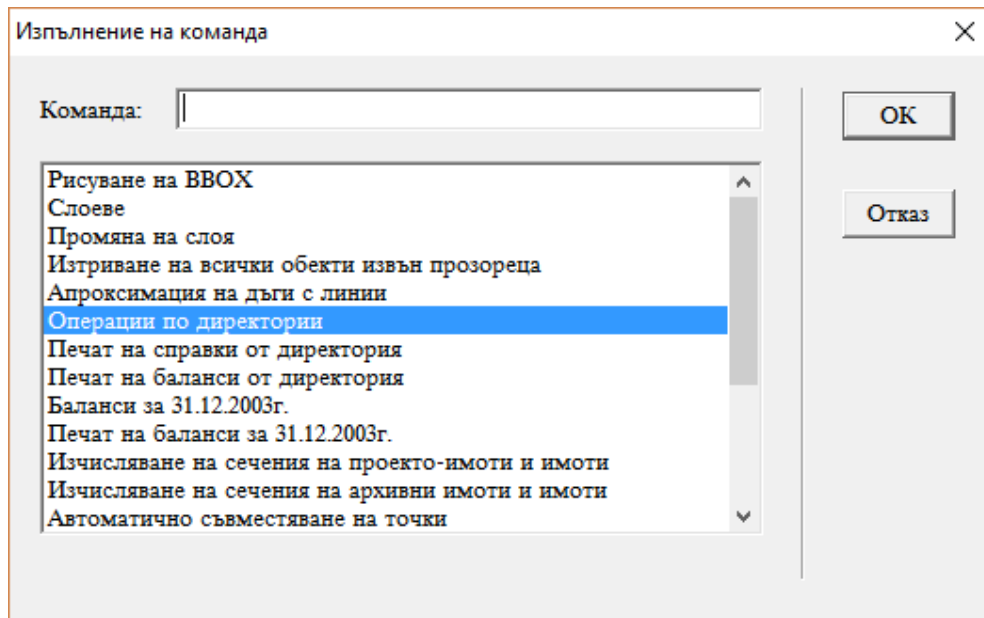 Изпълнение на команда
Команда:
OK
Рисуване на BBOX
Слоеве
Отказ
Промяна на слоя
Изтриване на всички обекти извън прозореца
Апроксимация на дъги с линии
Операции по директории
Печат на справки от директория
Печат на баланси от директория
Баланси за 31.12.2003г.
Печат на баланси за 31.12.2003г.
Изчисляване на сечения на проекто-имоти и имоти
Изчисляване на сечения на архивни имоти и имоти
Автоматично съвместяване на точки